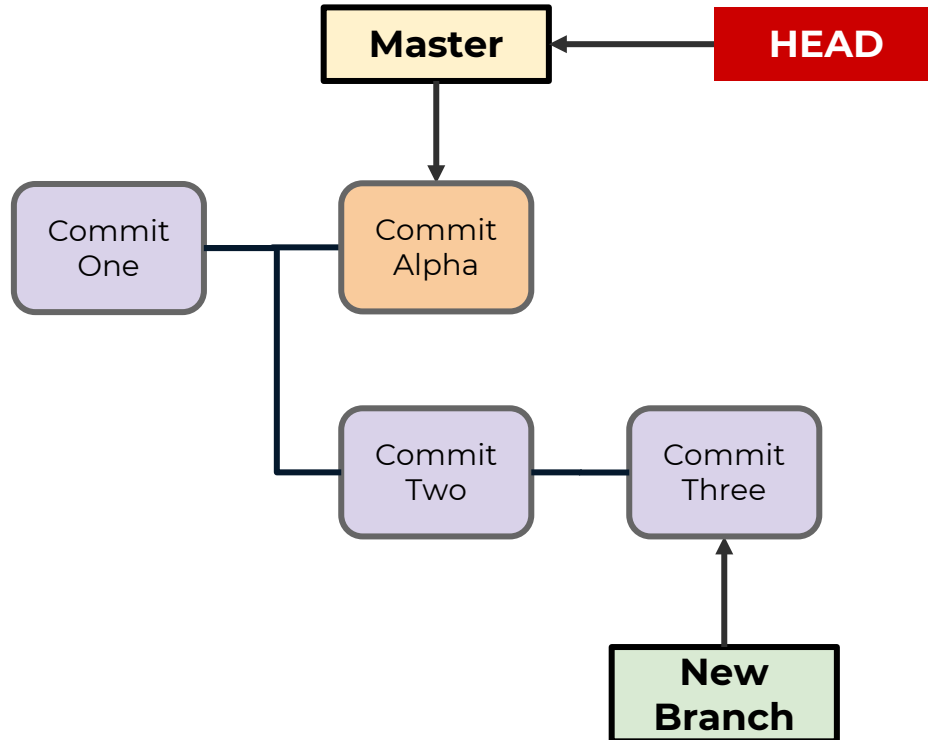 Master
HEAD
Commit
One
Commit
Alpha
Commit
Two
Commit
Three
New
Branch